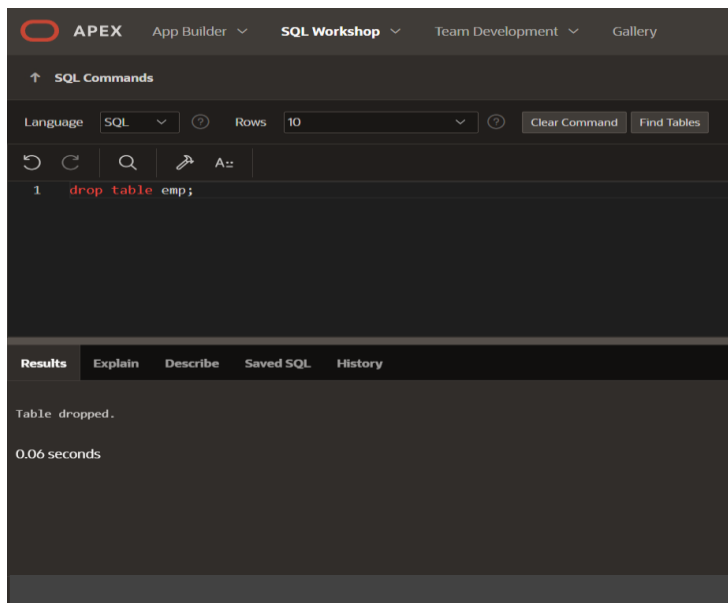 APEX App Builder SQL Workshop Team Development Gallery
↑ SQL Commands
Language SQL ? Rows 10 ? Clear Command Find Tables
A::
1 drop table emp;
Results Explain Describe Saved SQL History
Table dropped.
0.06 seconds